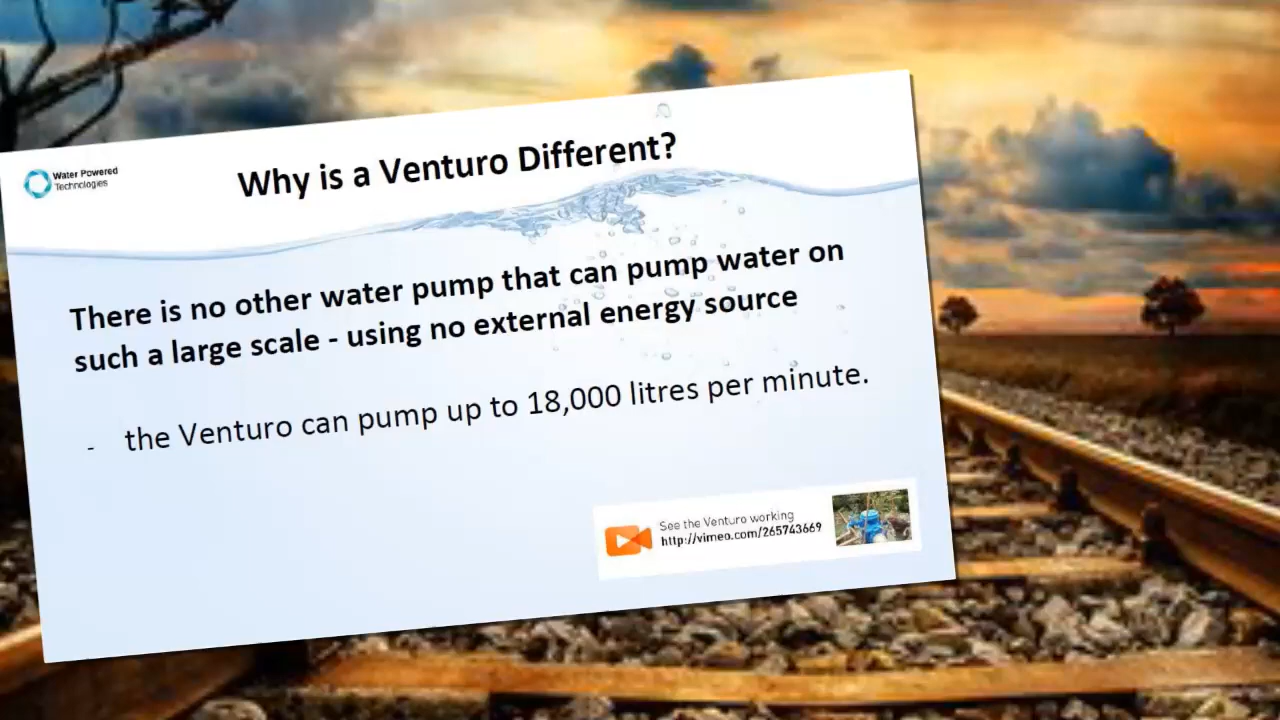 Water Powered
Technologies
Why is a Venturo Different?
There is no other water pump that can pump water on
such a large scale - using no external energy source
- the Venturo can pump up to 18,000 litres per minute.
See the Venturo working
http://vimeo.com/265743669